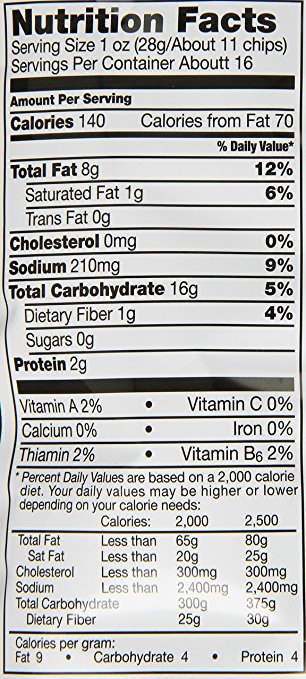 Nutrition Facts
Serving Size 1 oz (28g/About 11 chips)
Servings Per Container Aboutt 16
Amount Per Serving
Calories 140 Calories from Fat 70
% Daily Value*
Total Fat 8g 12%
Saturated Fat 1g 6%
Trans Fat 0g
Cholesterol 0mg 0%
Sodium 210mg 9%
Total Carbohydrate 16g 5%
Dietary Fiber 1g 4%
Sugars 0g
Protein 2g
Vitamin A 2% • Vitamin C 0%
Calcium 0% • Iron 0%
Thiamin 2% • Vitamin B6 2%
* Percent Daily Values are based on a 2,000 calorie
diet. Your daily values may be higher or lower
depending on your calorie needs:
Calories: 2,000 2,500
Total Fat Less than 65g 80g
Sat Fat Less than 20g 25g
Cholesterol Less than 300mg 300mg
Sodium Less than 2,400mg 2,400mg
Total Carbohydrate 300g 375g
Dietary Fiber 25g 30g
Calories per gram:
Fat 9 • Carbohydrate 4 • Protein 4